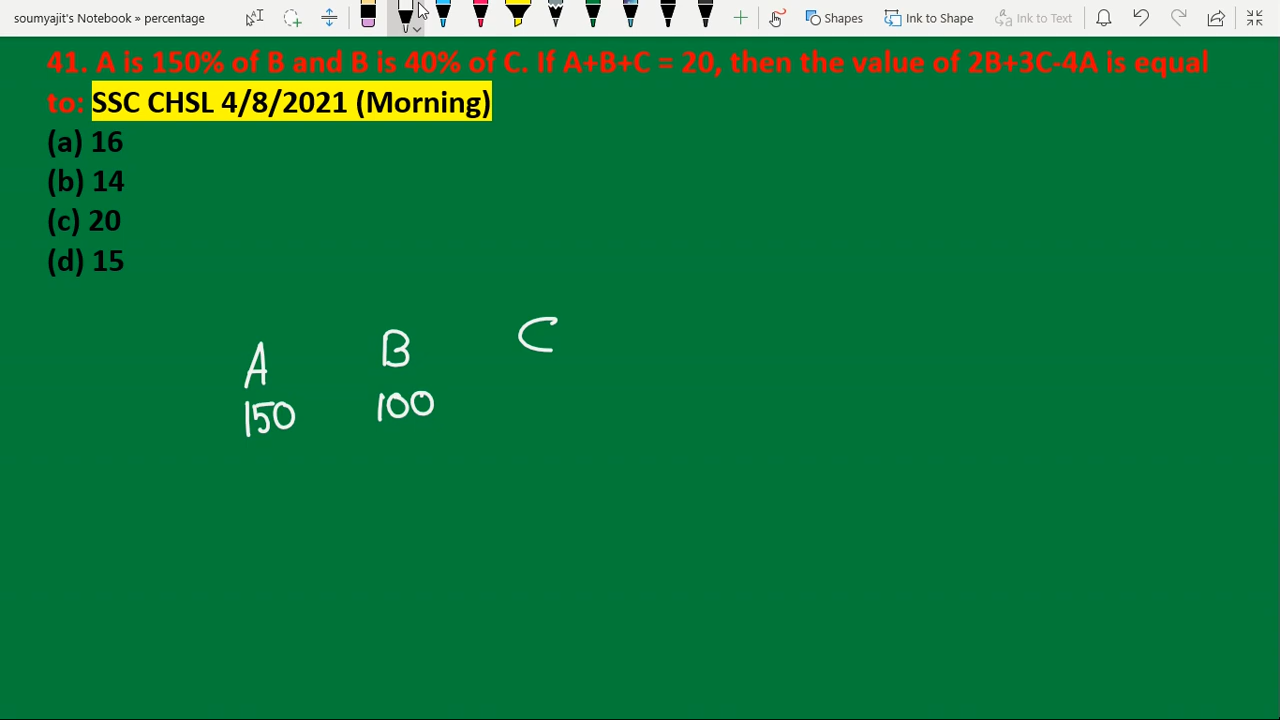 soumyajit's Notebook » percentage
Shapes
Ink to Shape
Ink to Text
41. A is 150% of B and B is 40% of C. If A+B+C = 20, then the value of 2B+3C-4A is equal
to: SSC CHSL 4/8/2021 (Morning)
(a) 16
(b) 14
(c) 20
(d) 15
A B C
150 100